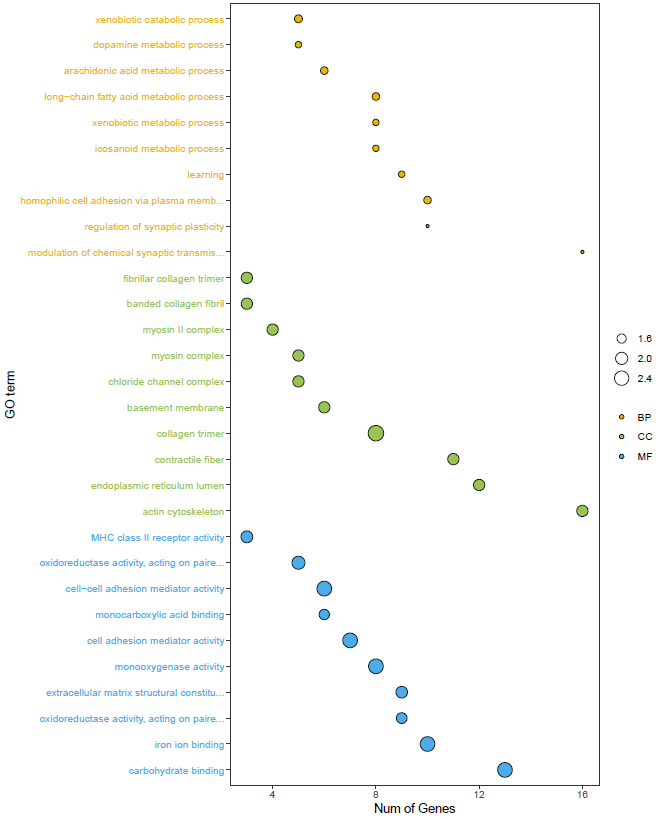 xenobiotic catabolic process
dopamine metabolic process
arachidonic acid metabolic process
long−chain fatty acid metabolic process
xenobiotic metabolic process
icosanoid metabolic process
learning
homophilic cell adhesion via plasma memb...
regulation of synaptic plasticity
modulation of chemical synaptic transmis...
fibrillar collagen trimer
banded collagen fibril
myosin II complex
myosin complex
chloride channel complex
basement membrane
collagen trimer
contractile fiber
endoplasmic reticulum lumen
actin cytoskeleton
MHC class II receptor activity
oxidoreductase activity, acting on paire...
cell−cell adhesion mediator activity
monocarboxylic acid binding
cell adhesion mediator activity
monooxygenase activity
extracellular matrix structural constitu...
oxidoreductase activity, acting on paire...
iron ion binding
carbohydrate binding
GO term
4 8 12 16
Num of Genes
1.6
2.0
2.4
BP
CC
MF